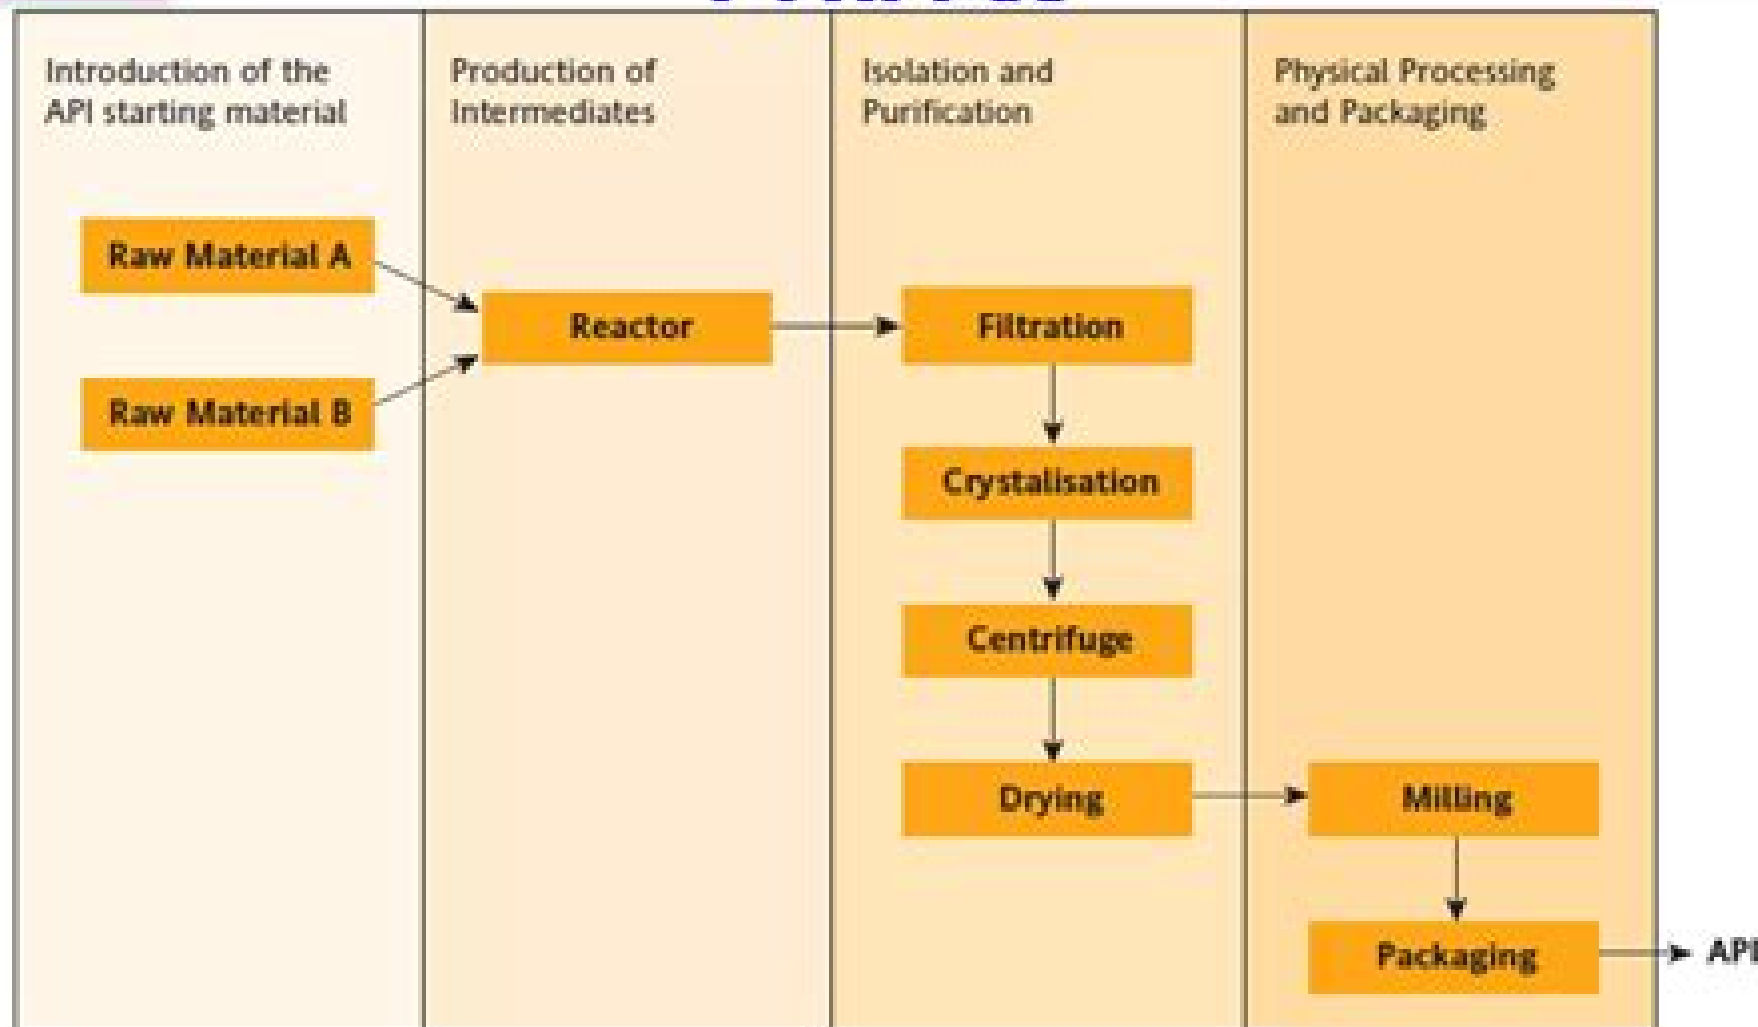 Introduction of the
API starting material
Production of
Intermediates
Isolation and
Purification
Physical Processing
and Packaging
Raw Material A
Raw Material B
Reactor
Filtration
Crystalisation
Centrifuge
Drying
Milling
Packaging
API